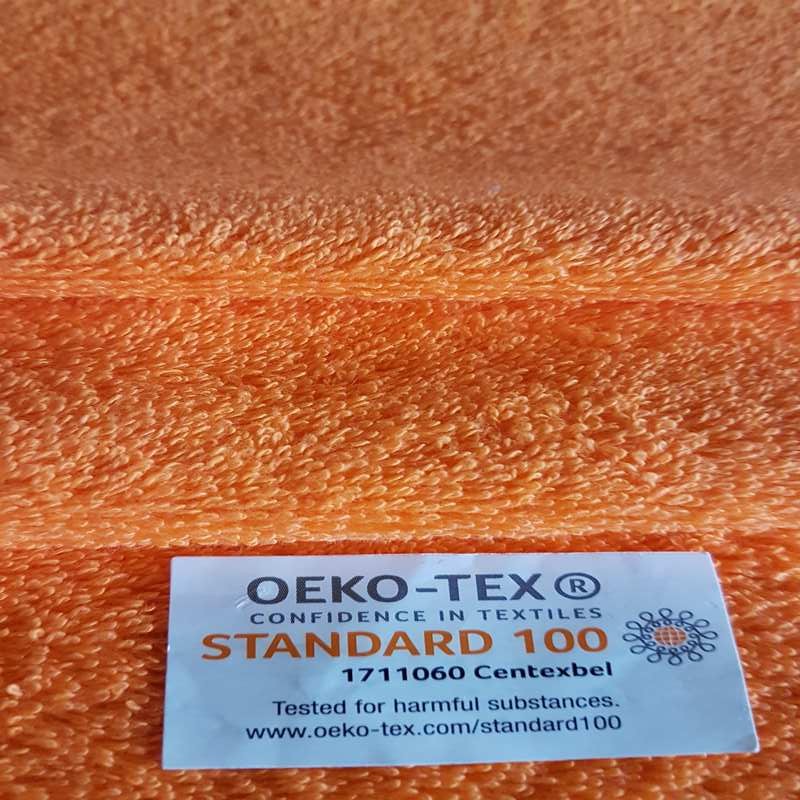 OEKO-TEX®
CONFIDENCE IN TEXTILES
STANDARD 100
1711060 Centexbel
Tested for harmful substances.
www.oeko-tex.com/standard100